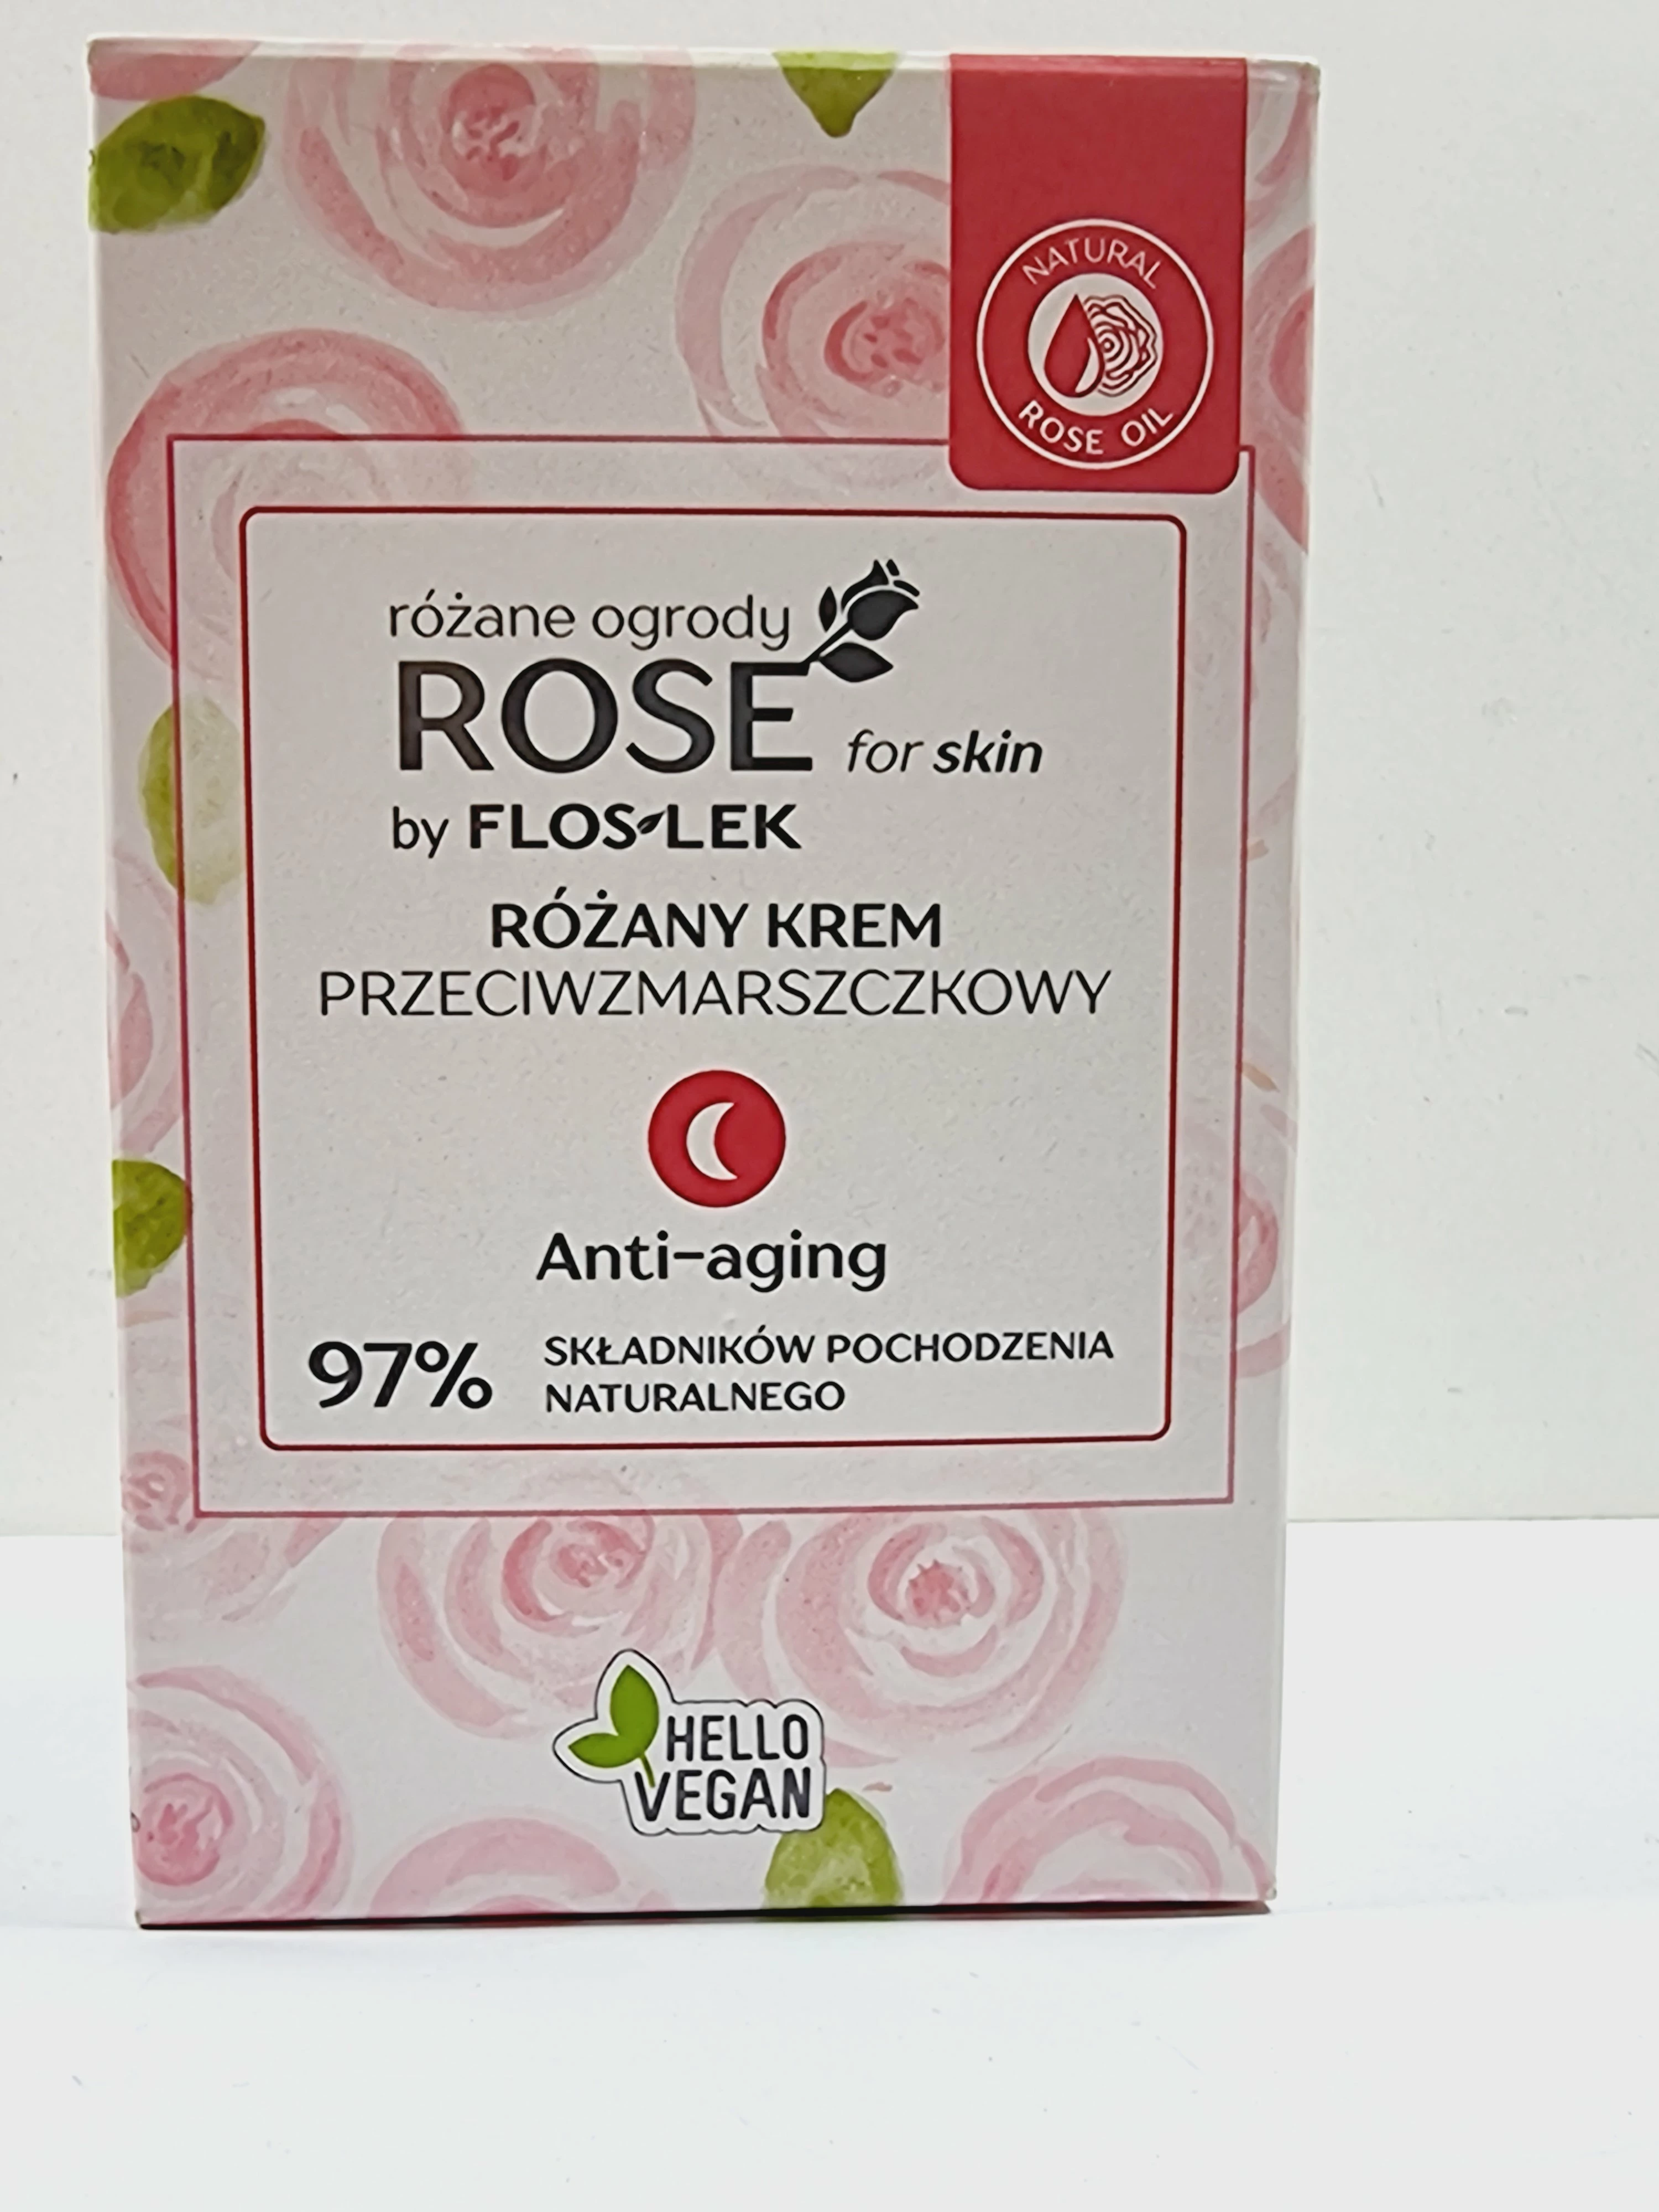 NATURAL
ROSE OIL
różane ogrody
ROSE for skin
by FLOS LEK
RÓŻANY KREM
PRZECIWZMARSZCZKOWY
Anti-aging
97% SKŁADNIKÓW POCHODZENIA
NATURALNEGO
HELLO
VEGAN